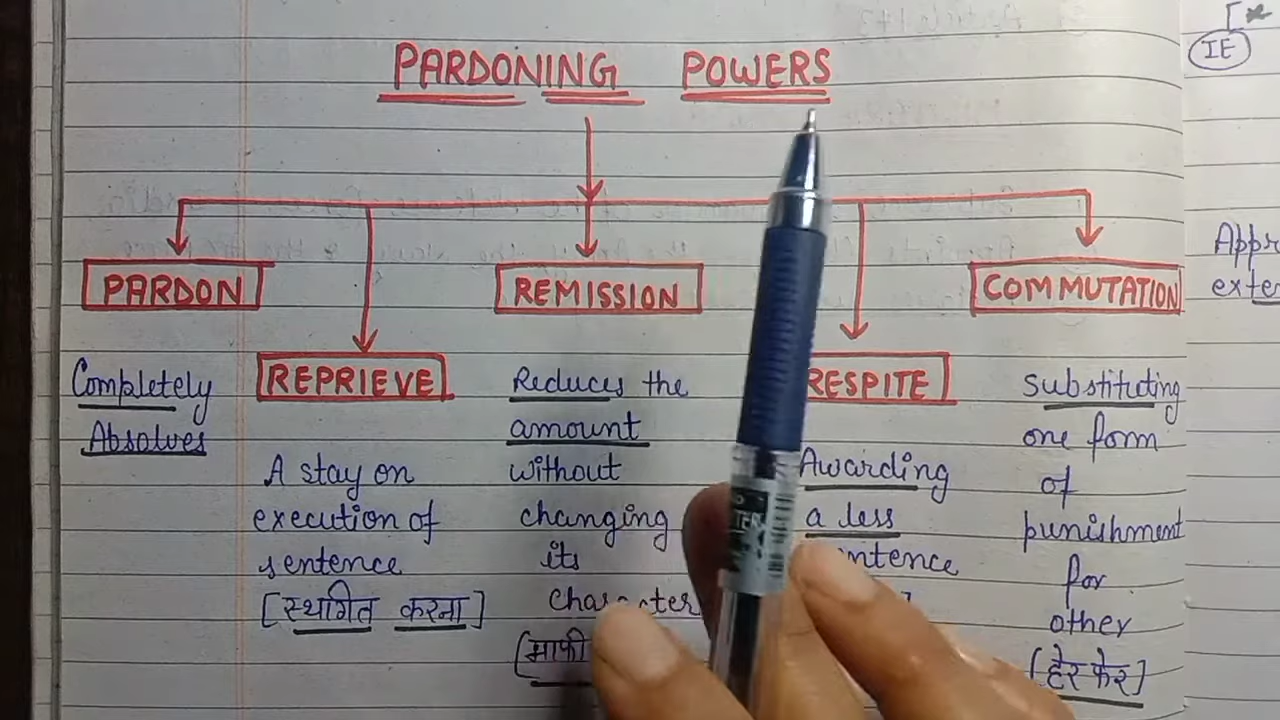 PARDONING POWERS
PARDON
REMISSION
COMMUTATION
REPRIEVE
RESPITE
Completely
Absolves
A stay on
execution of
sentence
[स्थगित करना]
Reduces the
amount
without
changing
its
character
(माफी
Awarding
a less
substituting
one form
of
punishment
for
other
[हेर फेर]
IE